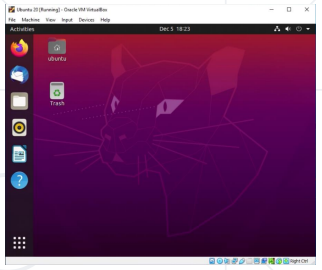 Ubuntu 20 [Running] - Oracle VM VirtualBox
File Machine View Input Devices Help
Activities
Dec 5 18:23
ubuntu
Trash
Right Ctrl